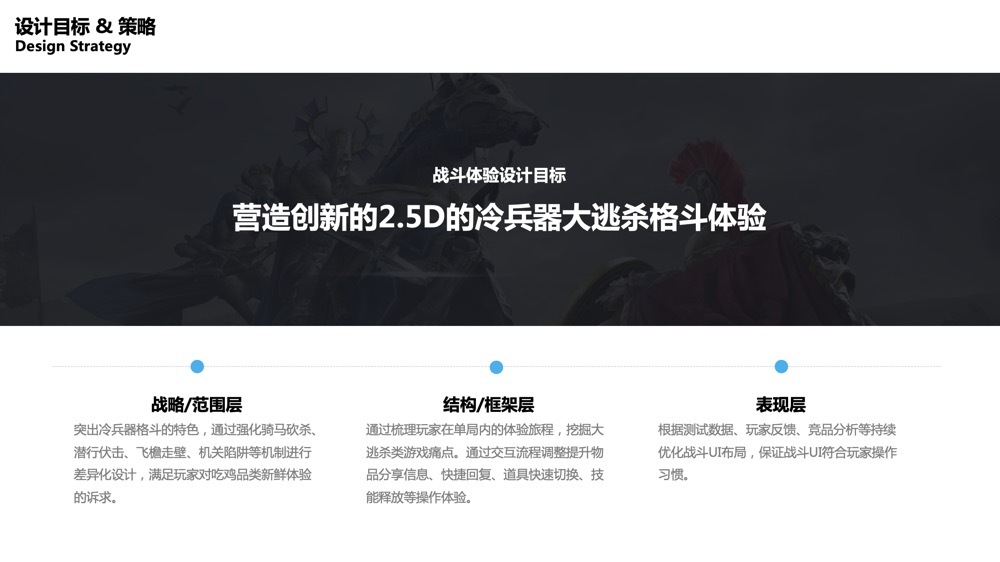 设计目标 & 策略
Design Strategy
战斗体验设计目标
营造创新的2.5D的冷兵器大逃杀格斗体验
战略/范围层
突出冷兵器格斗的特色，通过强化骑马砍杀、
潜行伏击、飞檐走壁、机关陷阱等机制进行
差异化设计，满足玩家对吃鸡品类新鲜体验
的诉求。
结构/框架层
通过梳理玩家在单局内的体验旅程，挖掘大
逃杀类游戏痛点。通过交互流程调整提升物
品分享信息、快捷回复、道具快速切换、技
能释放等操作体验。
表现层
根据测试数据、玩家反馈、竞品分析等持续
优化战斗UI布局，保证战斗UI符合玩家操作
习惯。